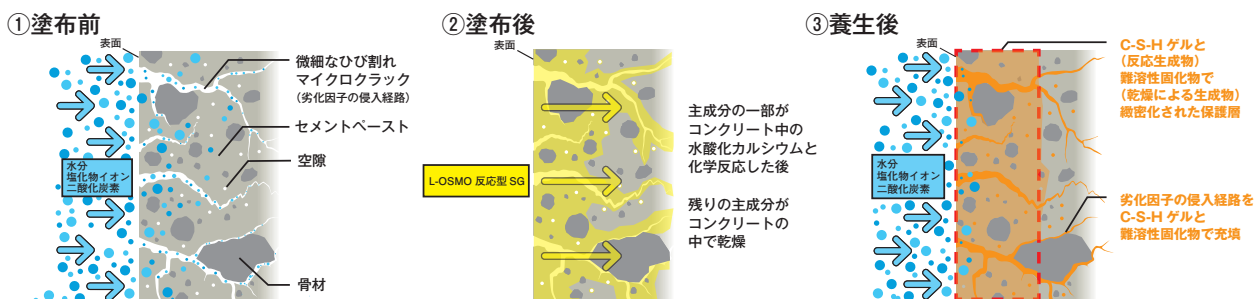 ①塗布前
表面
微細なひび割れ
マイクロクラック
(劣化因子の侵入経路)
セメントペースト
空隙
水分
塩化物イオン
二酸化炭素
骨材
②塗布後
表面
L-OSMO 反応型 SG
主成分の一部が
コンクリート中の
水酸化カルシウムと
化学反応した後
残りの主成分が
コンクリートの
中で乾燥
③養生後
表面
C-S-H ゲルと
(反応生成物)
難溶性固化物で
(乾燥による生成物)
緻密化された保護層
水分
塩化物イオン
二酸化炭素
劣化因子の侵入経路を
C-S-H ゲルと
難溶性固化物で充填